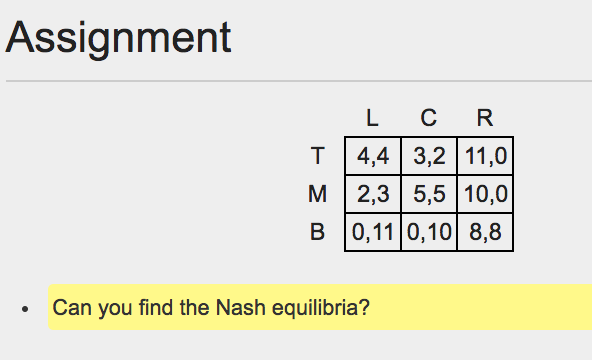 Assignment
L C R
T 4,4 3,2 11,0
M 2,3 5,5 10,0
B 0,11 0,10 8,8
• Can you find the Nash equilibria?